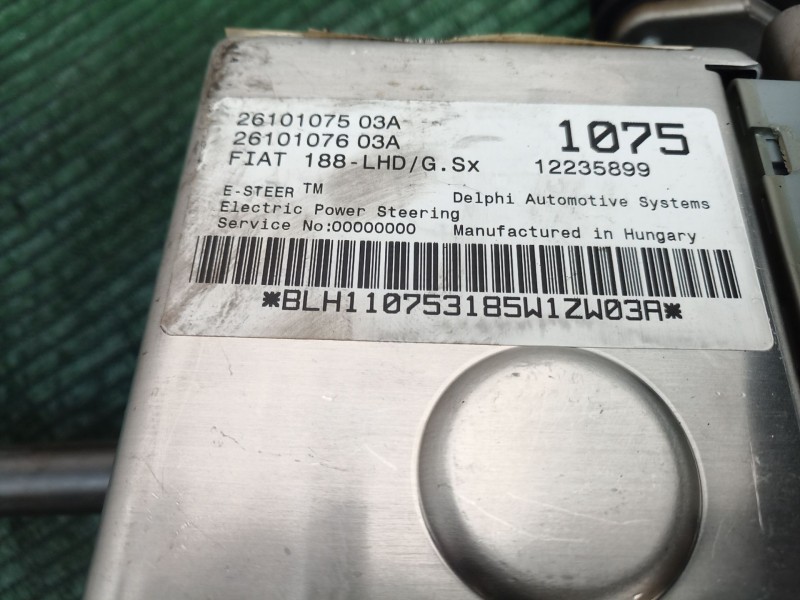 26101075 03A
26101076 03A
FIAT 188-LHD/G.Sx
1075
12235899
E-STEER TM
Electric Power Steering
Service No:00000000
Delphi Automotive Systems
Manufactured in Hungary
*BLH110753185W1ZW03A*